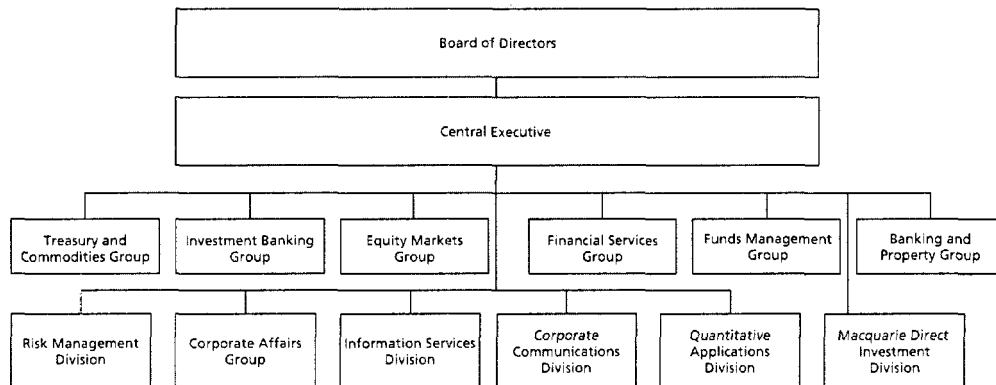 Board of Directors
Central Executive
Treasury and
Commodities Group
Investment Banking
Group
Equity Markets
Group
Financial Services
Group
Funds Management
Group
Banking and
Property Group
Risk Management
Division
Corporate Affairs
Group
Information Services
Division
Corporate
Communications
Division
Quantitative
Applications
Division
Macquarie Direct
Investment
Division